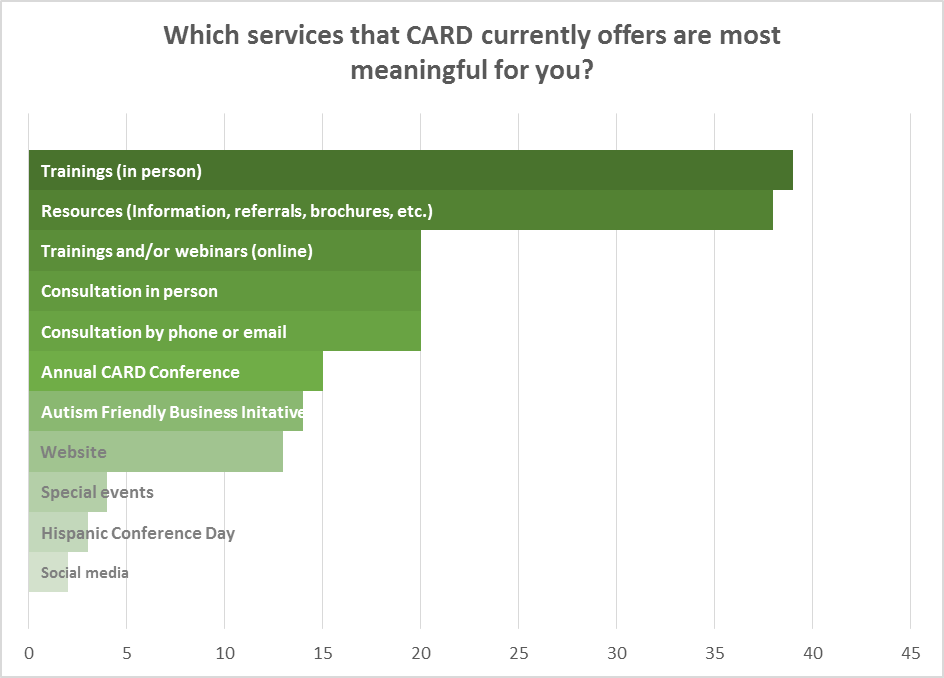 Which services that CARD currently offers are most
meaningful for you?
Trainings (in person)
Resources (Information, referrals, brochures, etc.)
Trainings and/or webinars (online)
Consultation in person
Consultation by phone or email
Annual CARD Conference
Autism Friendly Business Initative
Website
Special events
Hispanic Conference Day
Social media
0 5 10 15 20 25 30 35 40 45